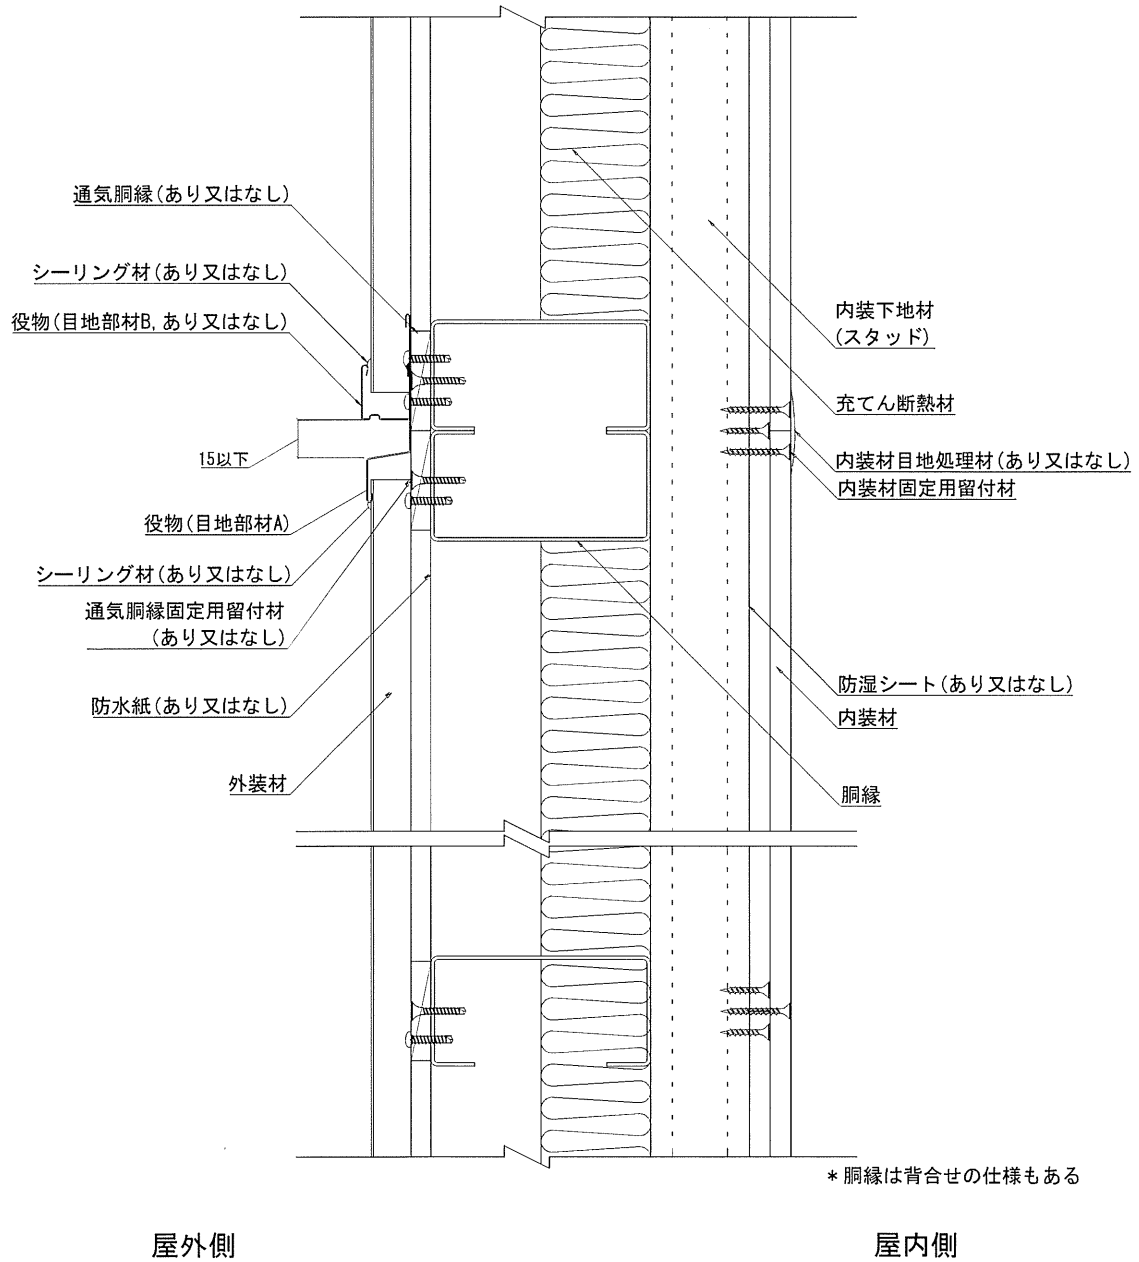 通気胴縁(あり又はなし)
シーリング材(あり又はなし)
役物(目地部材B,あり又はなし)
15以下
役物(目地部材A)
シーリング材(あり又はなし)
通気胴縁固定用留付材
(あり又はなし)
防水紙(あり又はなし)
外装材
内装下地材
(スタッド)
充てん断熱材
内装材目地処理材(あり又はなし)
内装材固定用留付材
防湿シート(あり又はなし)
内装材
胴縁
*胴縁は背合せの仕様もある
屋外側
屋内側